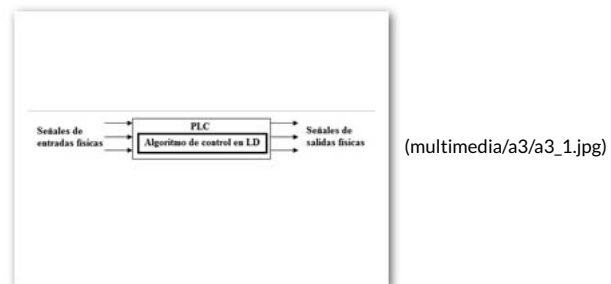 PLC
Señales de
entradas físicas
Algoritmo de control en LD
Señales de
salidas físicas
(multimedia/a3/a3_1.jpg)